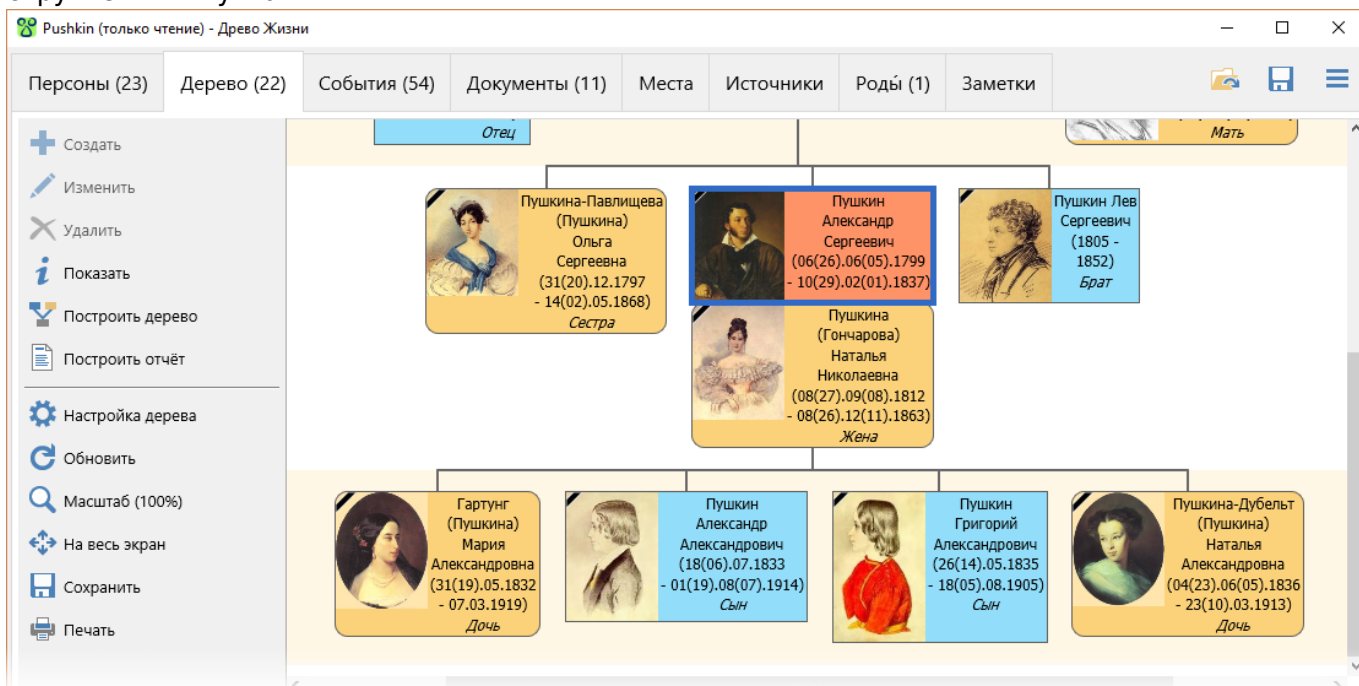 Pushkin (только чтение) - Древо Жизни
Персоны (23)
Дерево (22)
События (54)
Документы (11)
Места
Источники
Роды́ (1)
Заметки
Создать
Изменить
Удалить
Показать
Построить дерево
Построить отчёт
Настройка дерева
Обновить
Масштаб (100%)
На весь экран
Сохранить
Печать
Отец
Мать
Пушкина-Павлищева
(Пушкина)
Ольга
Сергеевна
(31(20).12.1797
- 14(02).05.1868)
Сестра
Пушкин
Александр
Сергеевич
(06(26).06(05).1799
- 10(29).02(01).1837)
Пушкин Лев
Сергеевич
(1805 -
1852)
Брат
Пушкина
(Гончарова)
Наталья
Николаевна
(08(27).09(08).1812
- 08(26).12(11).1863)
Жена
Гартунг
(Пушкина)
Мария
Александровна
(31(19).05.1832
- 07.03.1919)
Дочь
Пушкин
Александр
Александрович
(18(06).07.1833
- 01(19).08(07).1914)
Сын
Пушкин
Григорий
Александрович
(26(14).05.1835
- 18(05).08.1905)
Сын
Пушкина-Дубельт
(Пушкина)
Наталья
Александровна
(04(23).06(05).1836
- 23(10).03.1913)
Дочь